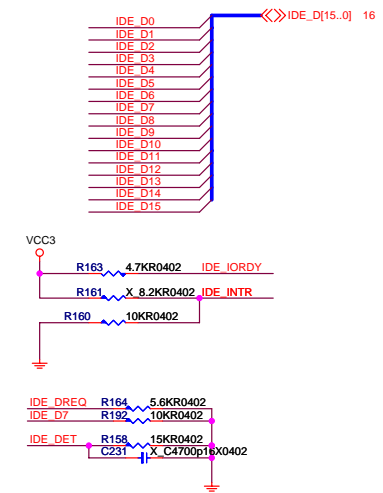 IDE_D0 IDE_D[15..0] 16
IDE_D1
IDE_D2
IDE_D3
IDE_D4
IDE_D5
IDE_D6
IDE_D7
IDE_D8
IDE_D9
IDE_D10
IDE_D11
IDE_D12
IDE_D13
IDE_D14
IDE_D15
VCC3
R163 4.7KR0402 IDE_IORDY
R161 X_8.2KR0402 IDE_INTR
R160 10KR0402
IDE_DREQ R164 5.6KR0402
IDE_D7 R192 10KR0402
IDE_DET R158 15KR0402
C231 X_C4700p16X0402